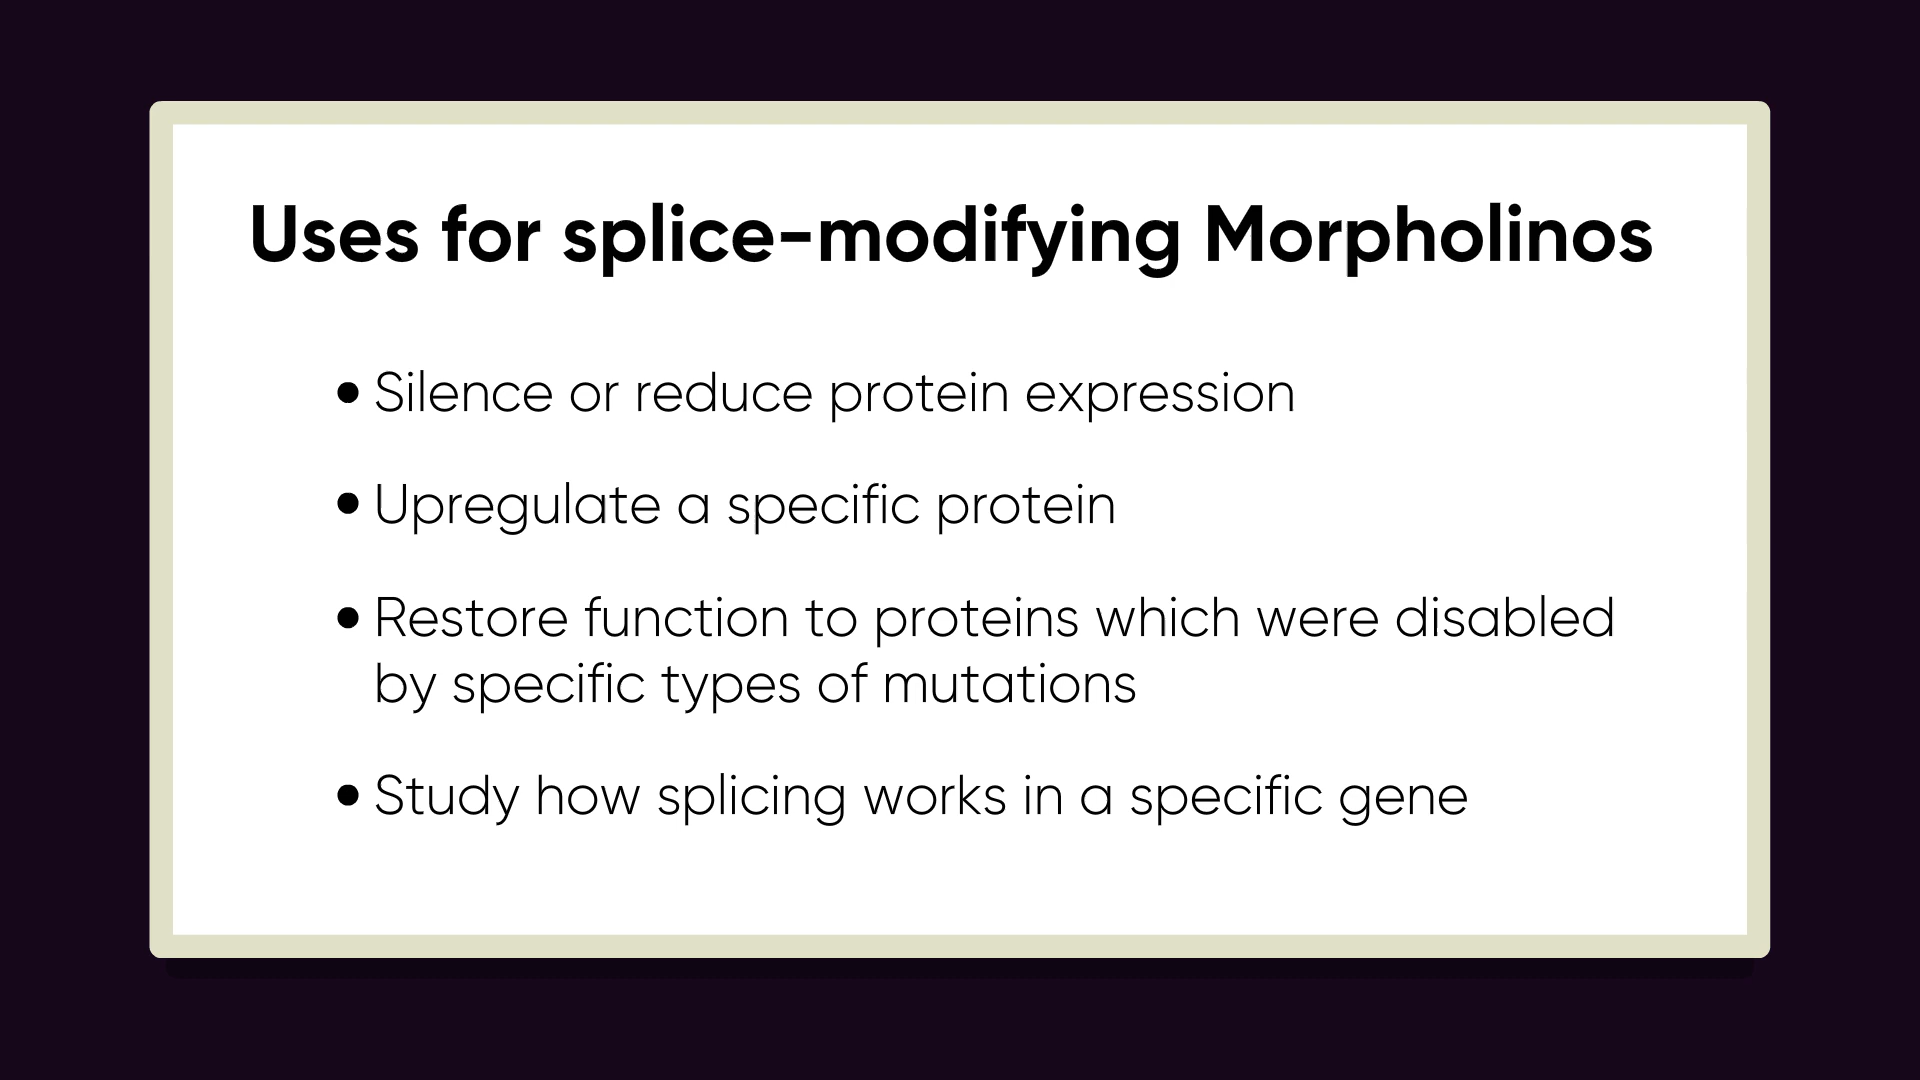 Uses for splice-modifying Morpholinos
• Silence or reduce protein expression
• Upregulate a specific protein
• Restore function to proteins which were disabled
by specific types of mutations
• Study how splicing works in a specific gene